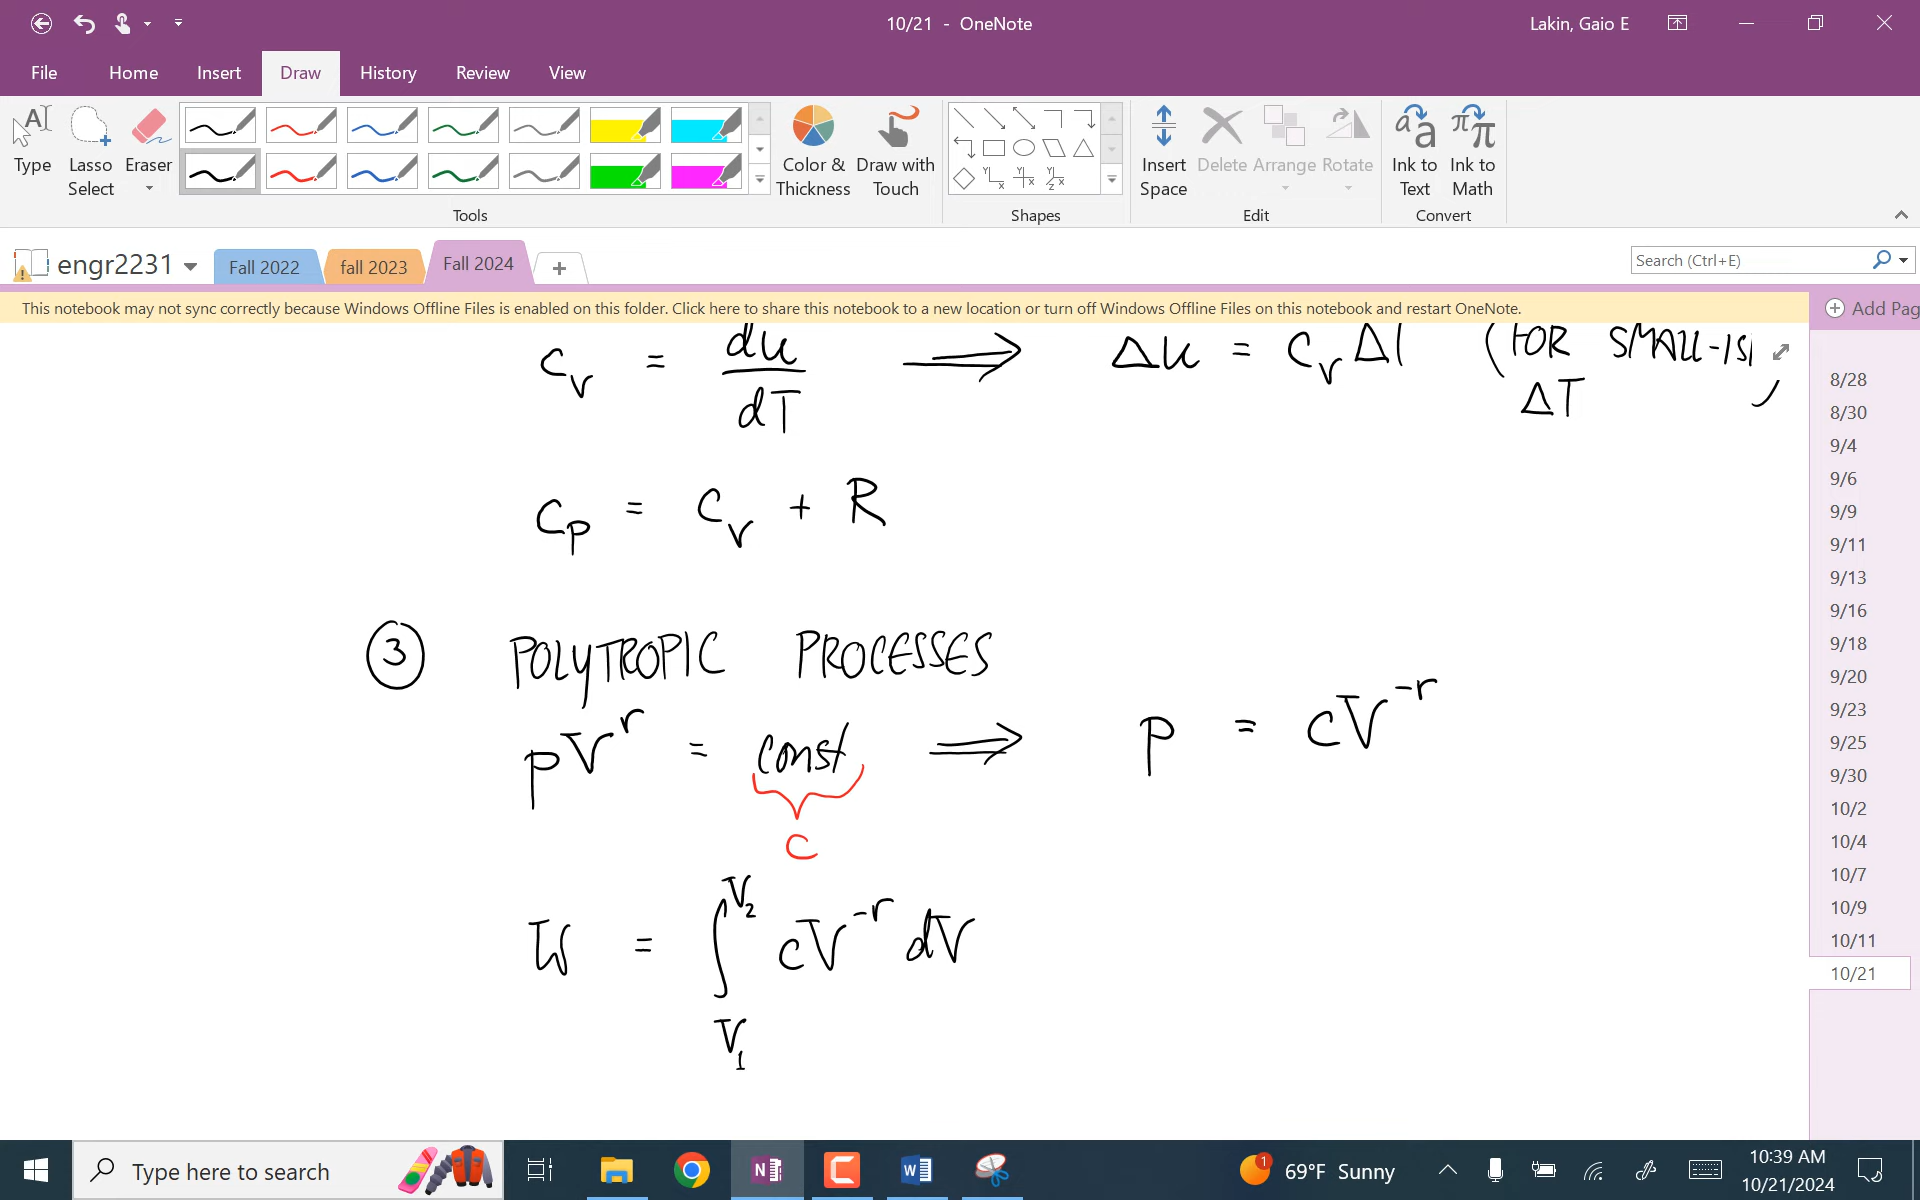 10/21 - OneNote
Lakin, Gaio E
File Home Insert Draw History Review View
Type
Lasso Select
Eraser
Color & Thickness
Draw with Touch
Insert Space
Delete
Arrange
Rotate
Ink to Text
Ink to Math
Tools
Shapes
Edit
Convert
engr2231
Fall 2022
fall 2023
Fall 2024
Search (Ctrl+E)
This notebook may not sync correctly because Windows Offline Files is enabled on this folder. Click here to share this notebook to a new location or turn off Windows Offline Files on this notebook and restart OneNote.
Add Pag
c_v = du/dT ⟹ Δu = c_v ΔT (FOR SMALL-ISH ΔT)
c_p = c_v + R
③ POLYTROPIC PROCESSES
pV^r = const ⟹ p = cV^-r
c
W = ∫_V₁^V₂ cV^-r dV
8/28
8/30
9/4
9/6
9/9
9/11
9/13
9/16
9/18
9/20
9/23
9/25
9/30
10/2
10/4
10/7
10/9
10/11
10/21
Type here to search
1
69°F Sunny
10:39 AM
10/21/2024